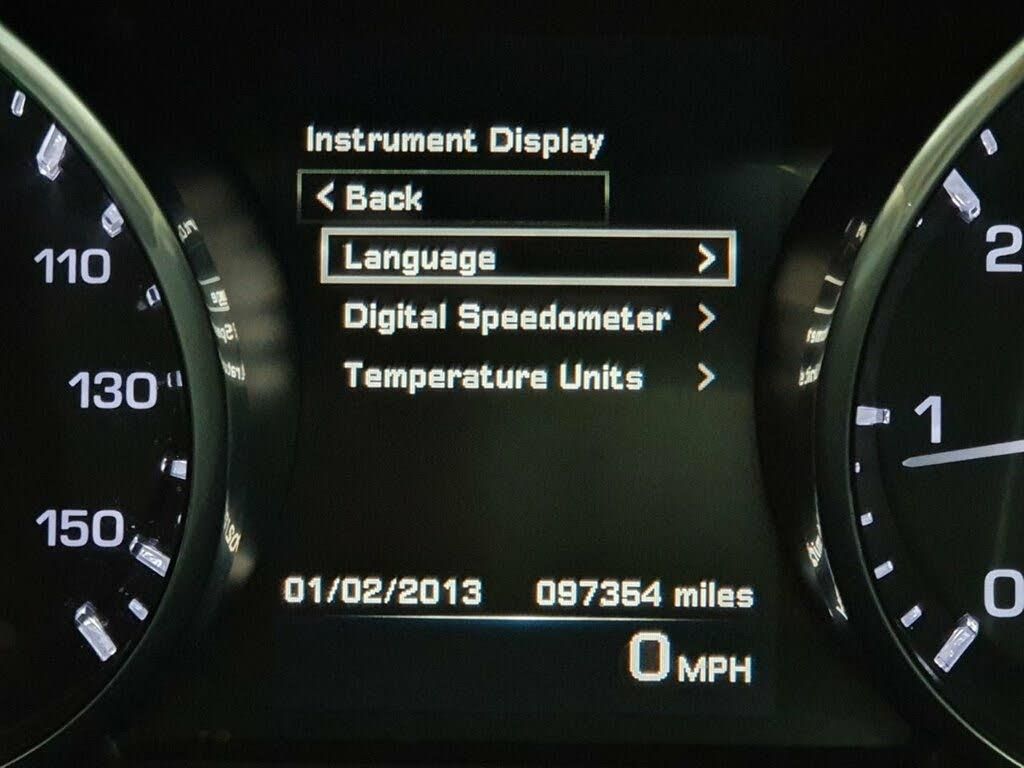 Instrument Display
< Back
Language >
Digital Speedometer >
Temperature Units >
110
130
150
2
1
0
01/02/2013 097354 miles
0 MPH